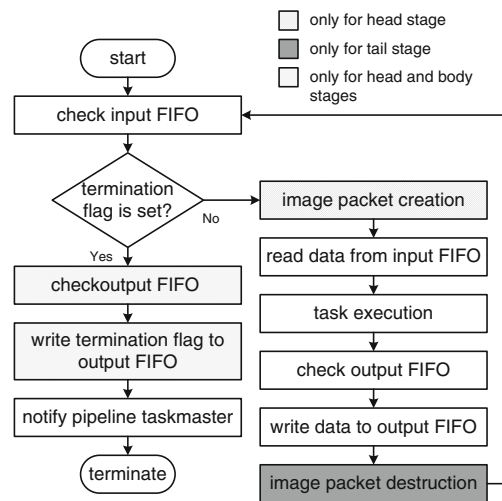 only for head stage
only for tail stage
only for head and body
stages
start
check input FIFO
termination
flag is set?
No
Yes
checkoutput FIFO
write termination flag to
output FIFO
notify pipeline taskmaster
terminate
image packet creation
read data from input FIFO
task execution
check output FIFO
write data to output FIFO
image packet destruction